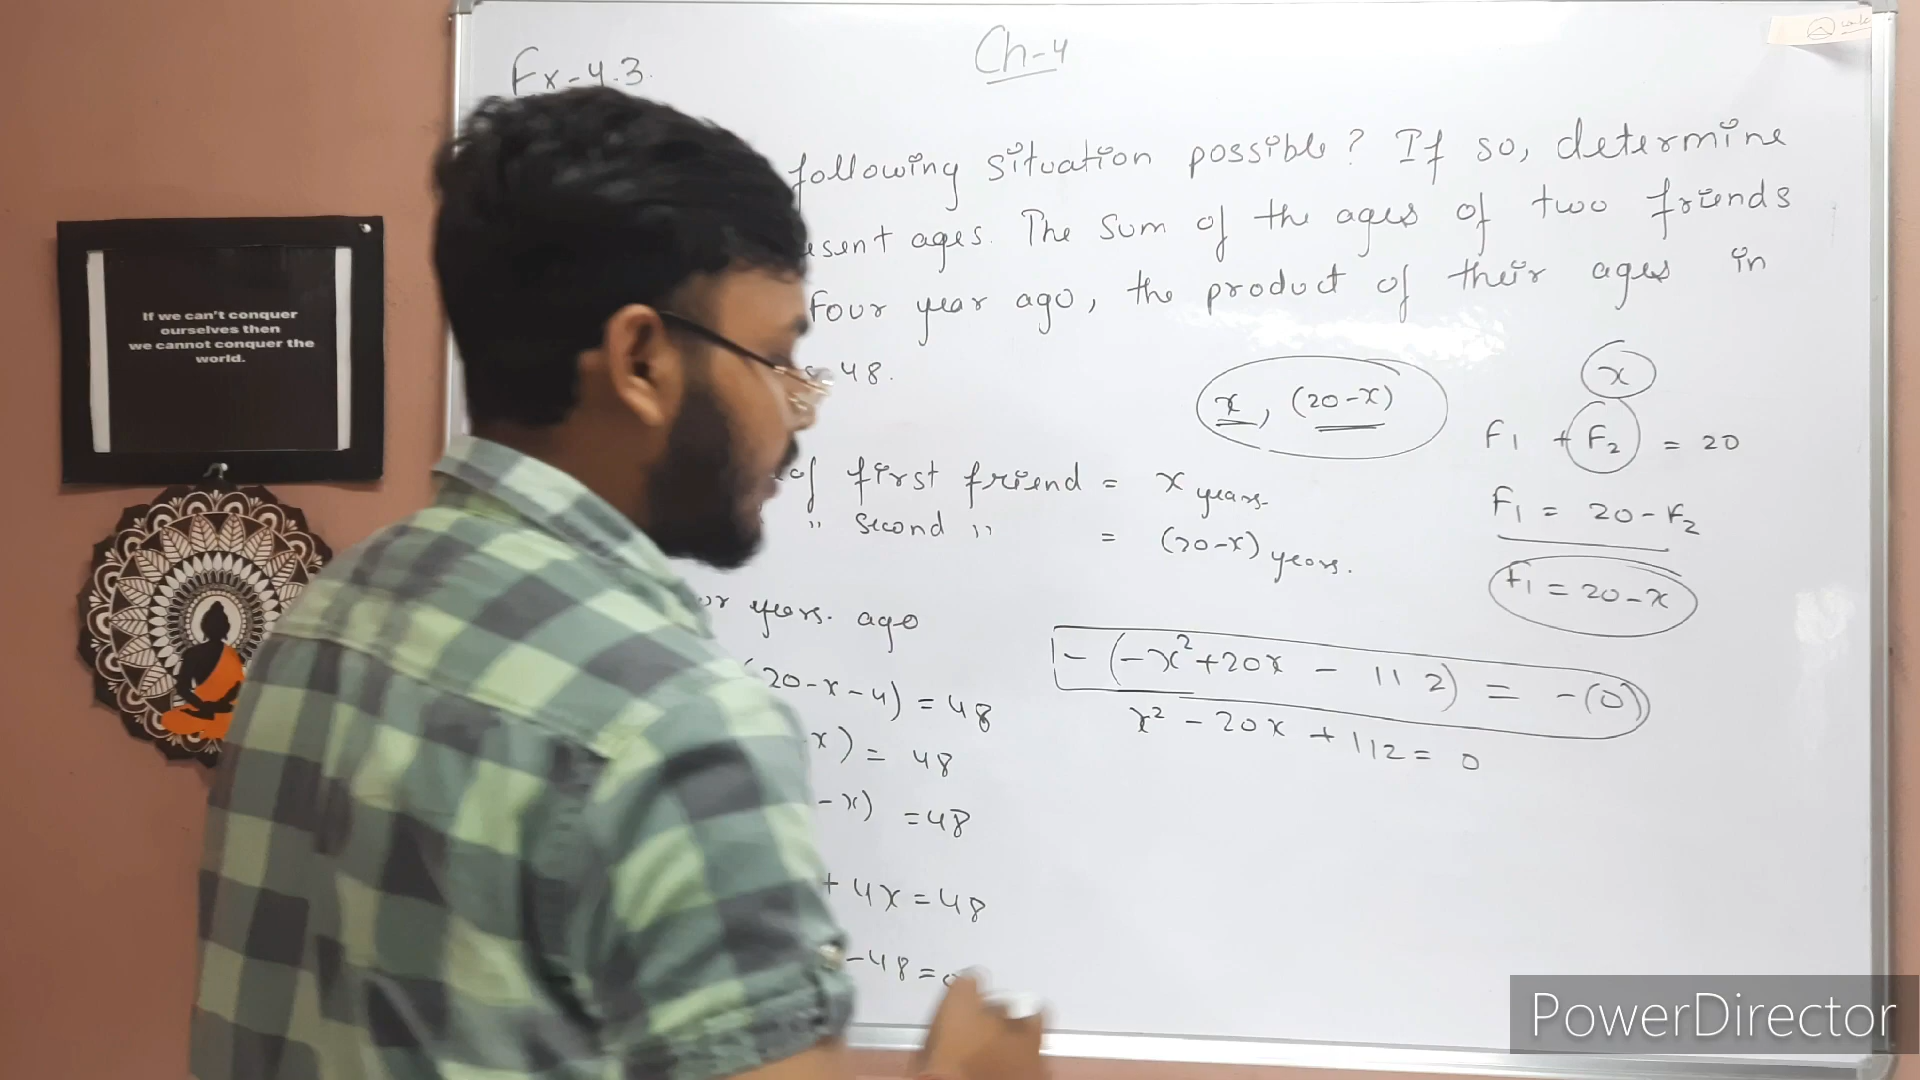 Ex-4.3.
Ch-4
following situation possible? If so, determine
esent ages. The sum of the ages of two friends
Four year ago, the product of their ages in
48.
x, (20-x)
x
F1 + F2 = 20
F1 = 20-F2
F1 = 20-x
of first friend = x years.
" second " = (20-x) years.
or years. ago
(20-x-4) = 48
x) = 48
-x) = 48
+ 4x = 48
-48 = 0
- (-x²+20x - 112) = -(0)
x² - 20x + 112 = 0
If we can't conquer
ourselves then
we cannot conquer the
world.
PowerDirector